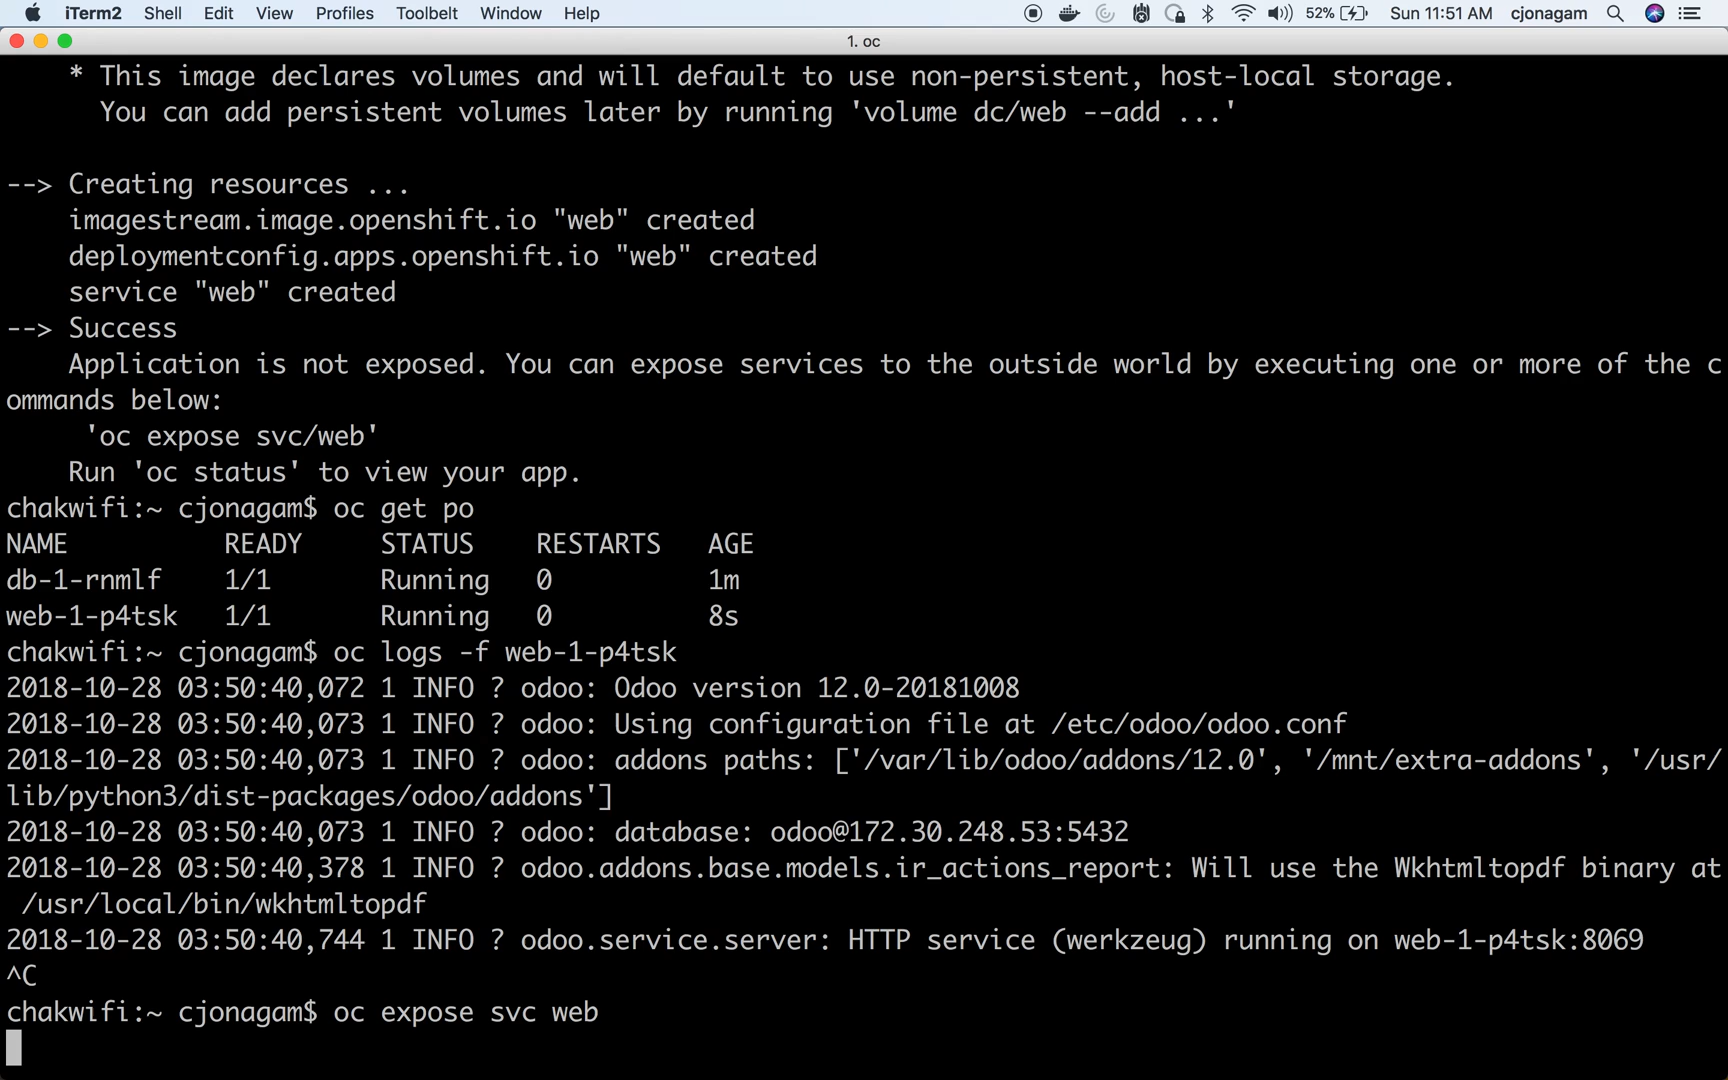 iTerm2 Shell Edit View Profiles Toolbelt Window Help 52% Sun 11:51 AM cjonagam
1. oc
* This image declares volumes and will default to use non-persistent, host-local storage.
You can add persistent volumes later by running 'volume dc/web --add ...'
--> Creating resources ...
imagestream.image.openshift.io "web" created
deploymentconfig.apps.openshift.io "web" created
service "web" created
--> Success
Application is not exposed. You can expose services to the outside world by executing one or more of the c
ommands below:
'oc expose svc/web'
Run 'oc status' to view your app.
chakwifi:~ cjonagam$ oc get po
NAME READY STATUS RESTARTS AGE
db-1-rnmlf 1/1 Running 0 1m
web-1-p4tsk 1/1 Running 0 8s
chakwifi:~ cjonagam$ oc logs -f web-1-p4tsk
2018-10-28 03:50:40,072 1 INFO ? odoo: Odoo version 12.0-20181008
2018-10-28 03:50:40,073 1 INFO ? odoo: Using configuration file at /etc/odoo/odoo.conf
2018-10-28 03:50:40,073 1 INFO ? odoo: addons paths: ['/var/lib/odoo/addons/12.0', '/mnt/extra-addons', '/usr/
lib/python3/dist-packages/odoo/addons']
2018-10-28 03:50:40,073 1 INFO ? odoo: database: odoo@172.30.248.53:5432
2018-10-28 03:50:40,378 1 INFO ? odoo.addons.base.models.ir_actions_report: Will use the Wkhtmltopdf binary at
/usr/local/bin/wkhtmltopdf
2018-10-28 03:50:40,744 1 INFO ? odoo.service.server: HTTP service (werkzeug) running on web-1-p4tsk:8069
^C
chakwifi:~ cjonagam$ oc expose svc web